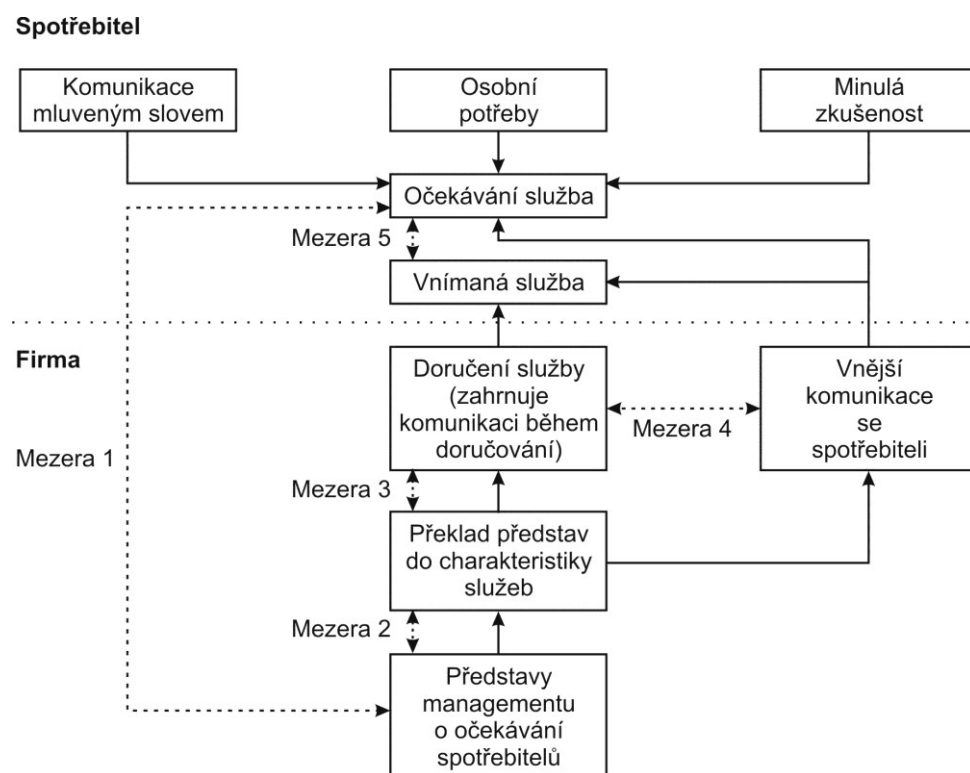 Spotřebitel
Komunikace
mluveným slovem
Osobní
potřeby
Minulá
zkušenost
Očekávání služba
Mezera 5
Vnímaná služba
Firma
Doručení služby
(zahrnuje
komunikaci během
doručování)
Vnější
komunikace
se
spotřebiteli
Mezera 4
Mezera 1
Mezera 3
Překlad představ
do charakteristiky
služeb
Mezera 2
Představy
managementu
o očekávání
spotřebitelů